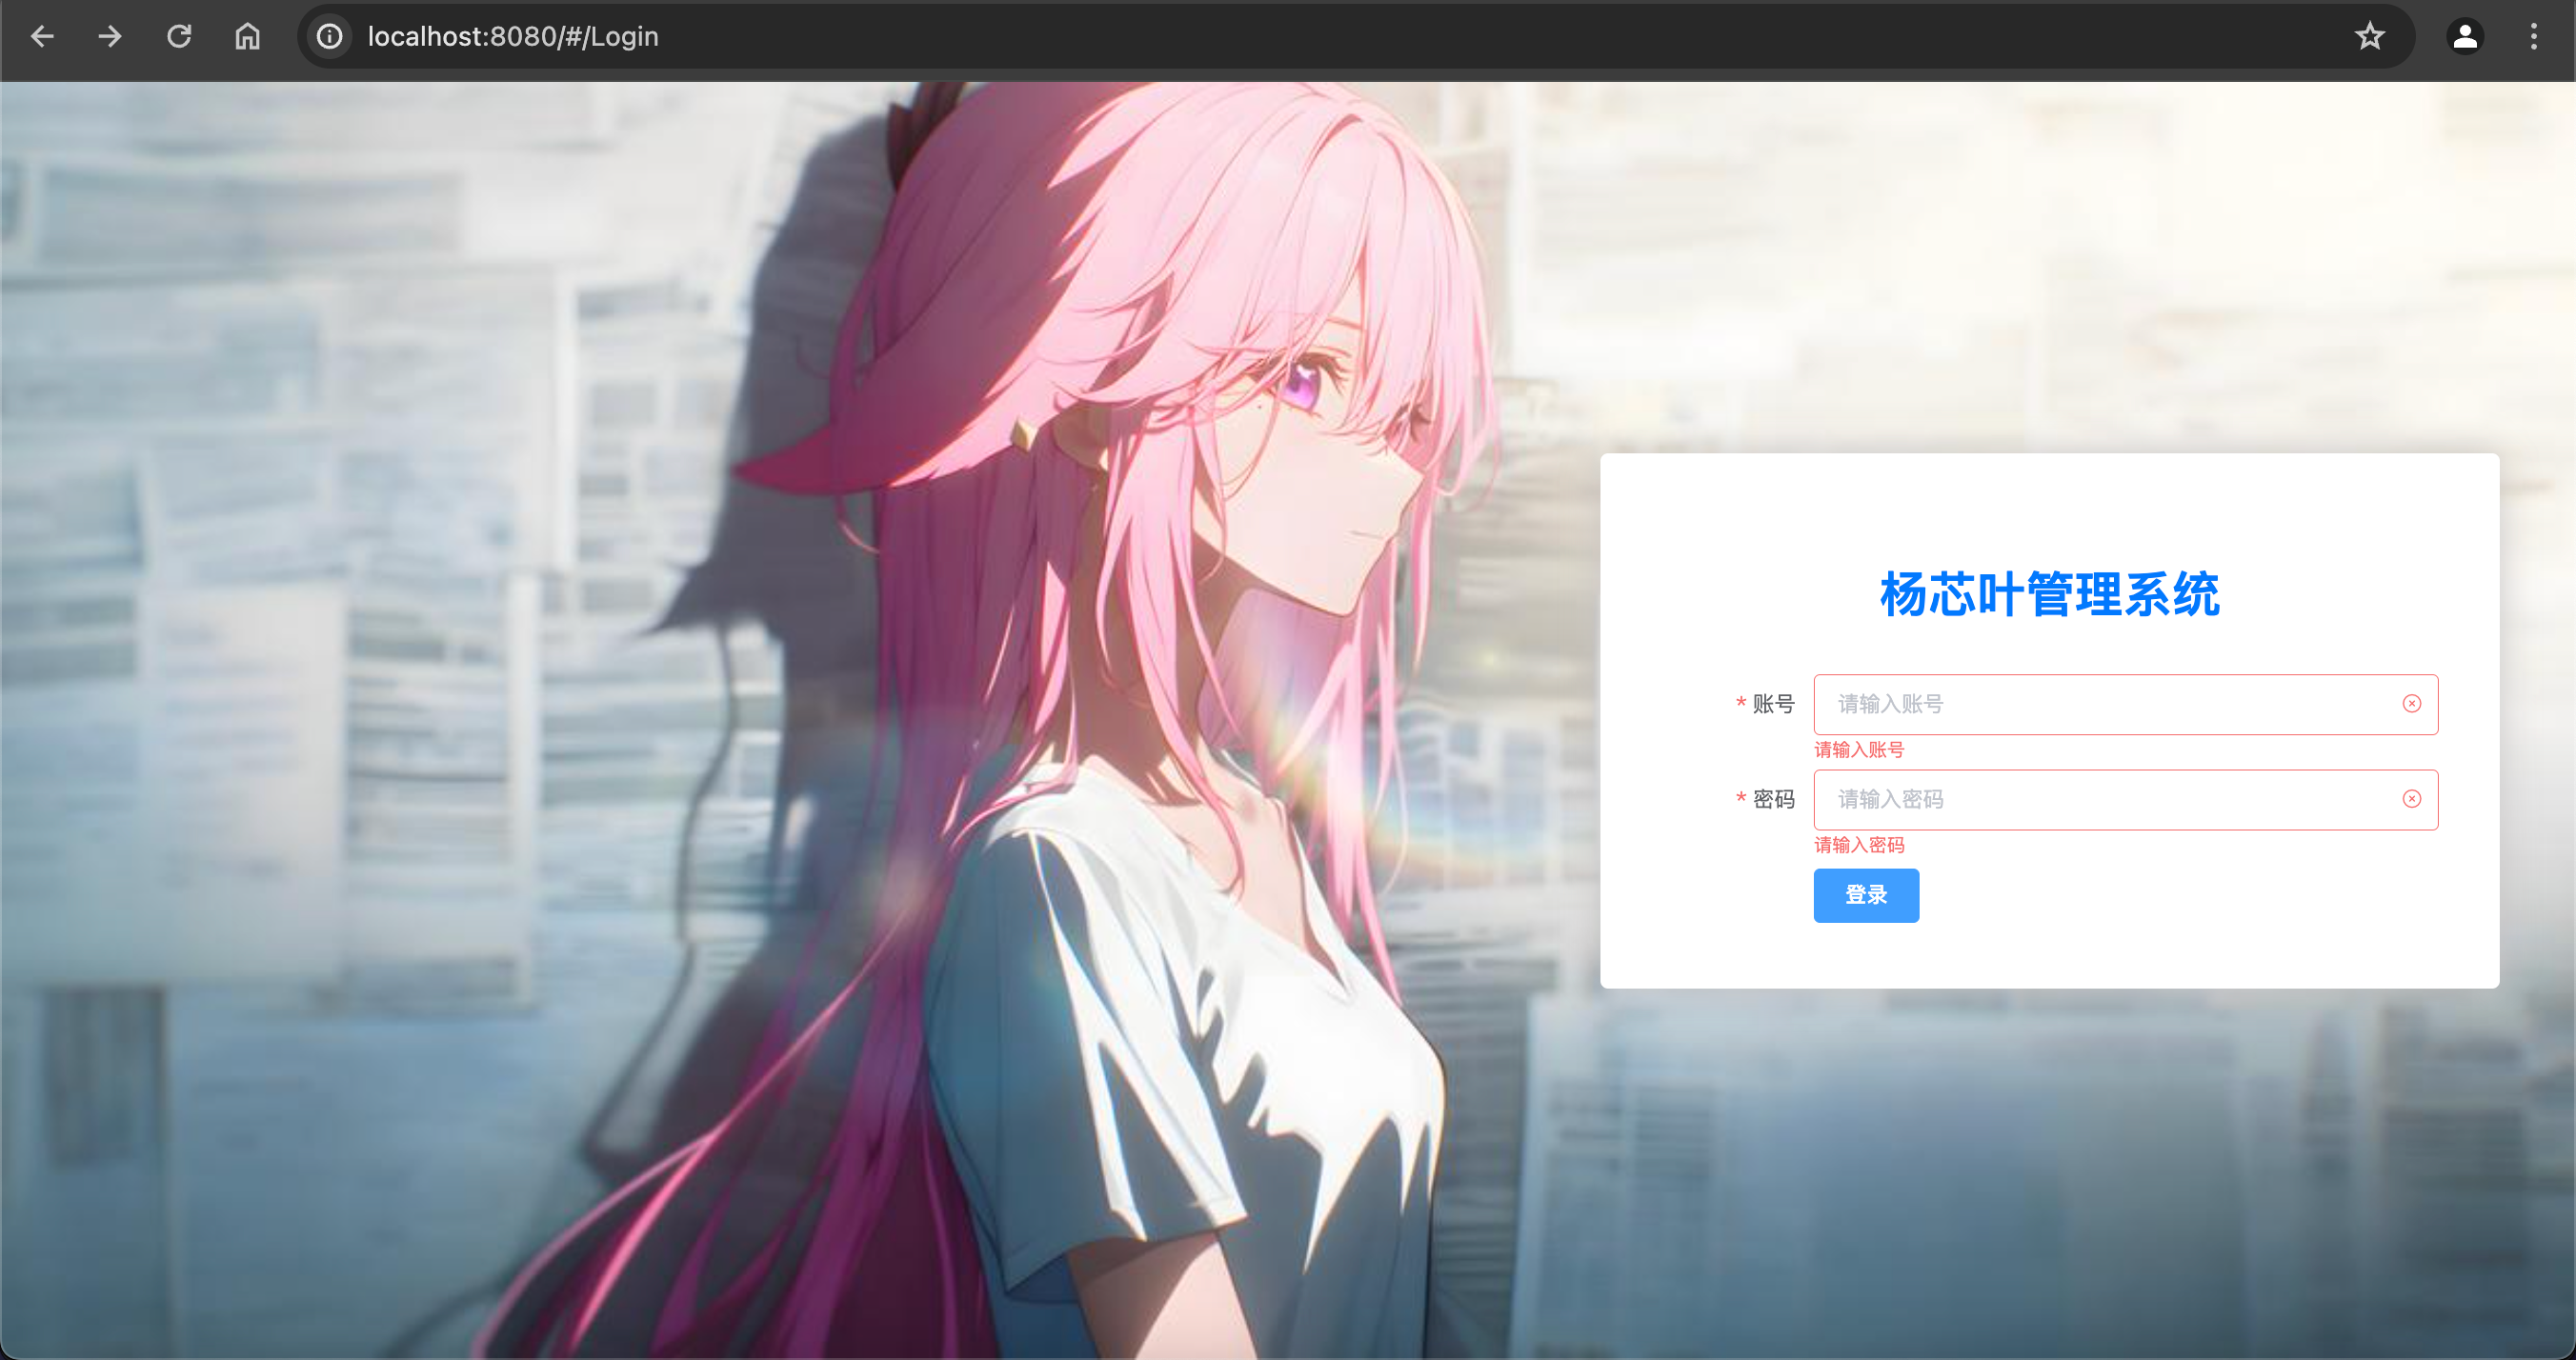 localhost:8080/#/Login
杨芯叶管理系统
* 账号 请输入账号
请输入账号
* 密码 请输入密码
请输入密码
登录